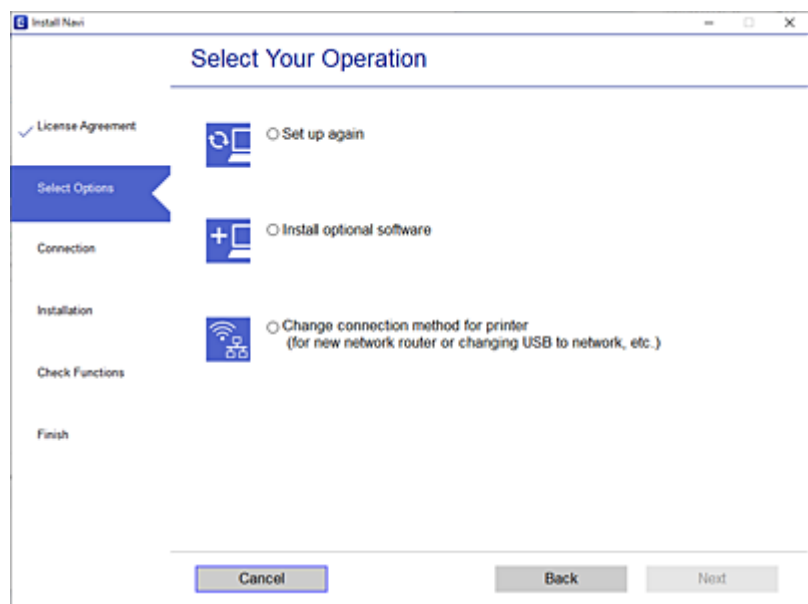 Install Navi
Select Your Operation
License Agreement
Select Options
Connection
Installation
Check Functions
Finish
Set up again
Install optional software
Change connection method for printer
(for new network router or changing USB to network, etc.)
Cancel
Back
Next